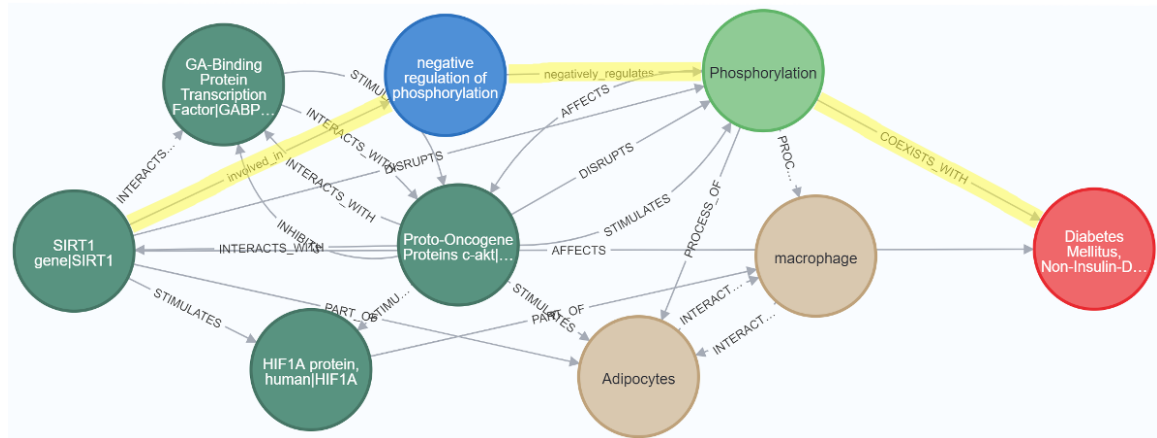 GA-Binding
Protein
Transcription
Factor|GABP…
negative
regulation of
phosphorylation
Phosphorylation
SIRT1
gene|SIRT1
Proto-Oncogene
Proteins c-akt|…
macrophage
Diabetes
Mellitus,
Non-Insulin-D…
HIF1A protein,
human|HIF1A
Adipocytes
negatively_regulates
AFFECTS
INTERACTS_WITH
involved_in
DISRUPTS
INTERACTS…
INTERACTS_WITH
DISRUPTS
PROC…
COEXISTS_WITH
STIMULATES
PROCESS_OF
INHIBITS
INTERACTS_WITH
AFFECTS
STIMULATES
PART_OF
STIMU…
STIMULATES
PART_OF
INTERACT…
INTERACT…